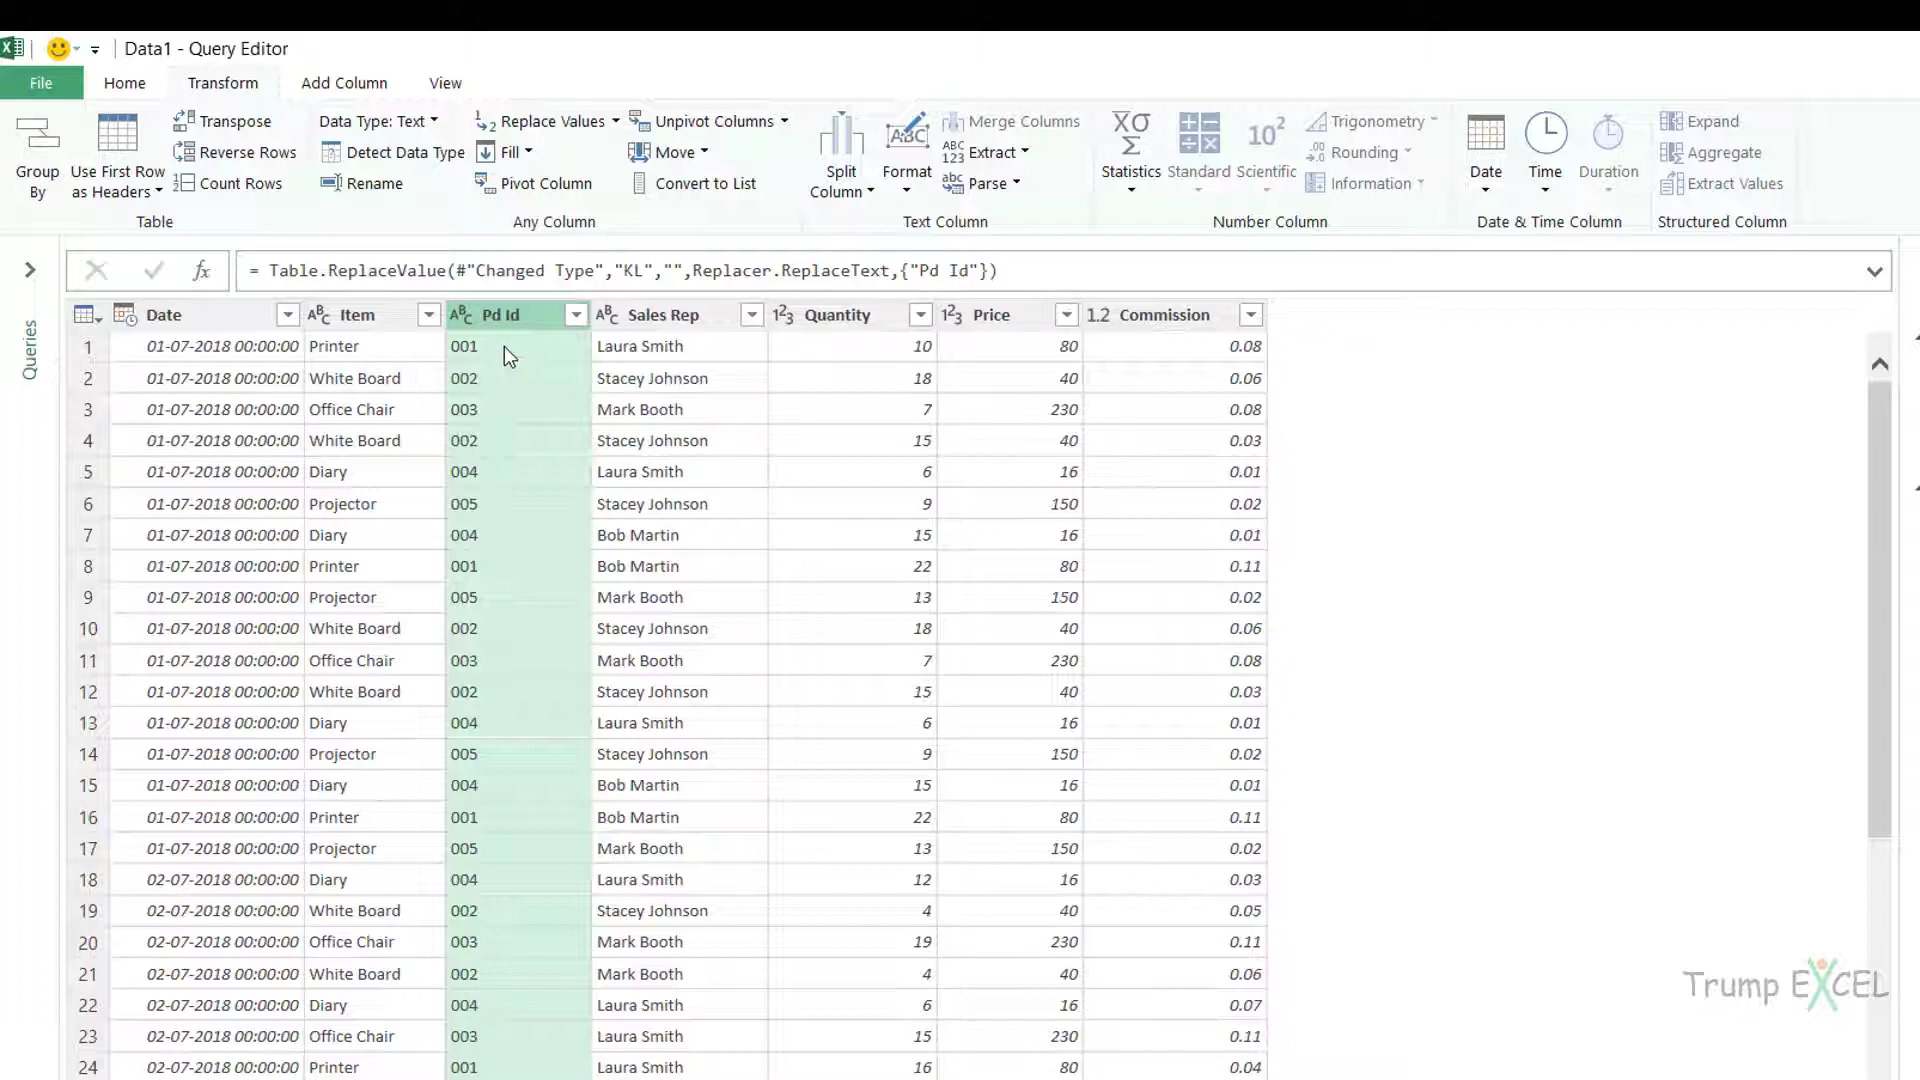 Data1 - Query Editor
File Home Transform Add Column View
Group By
Use First Row as Headers
Transpose
Reverse Rows
Count Rows
Table
Data Type: Text
Detect Data Type
Rename
Replace Values
Fill
Pivot Column
Unpivot Columns
Move
Convert to List
Any Column
Split Column
Format
Merge Columns
Extract
Parse
Text Column
Statistics
Standard
Scientific
Trigonometry
Rounding
Information
Number Column
Date
Time
Duration
Date & Time Column
Expand
Aggregate
Extract Values
Structured Column
= Table.ReplaceValue(#"Changed Type","KL","",Replacer.ReplaceText,{"Pd Id"})
Queries
Date Item Pd Id Sales Rep Quantity Price Commission
1 01-07-2018 00:00:00 Printer 001 Laura Smith 10 80 0.08
2 01-07-2018 00:00:00 White Board 002 Stacey Johnson 18 40 0.06
3 01-07-2018 00:00:00 Office Chair 003 Mark Booth 7 230 0.08
4 01-07-2018 00:00:00 White Board 002 Stacey Johnson 15 40 0.03
5 01-07-2018 00:00:00 Diary 004 Laura Smith 6 16 0.01
6 01-07-2018 00:00:00 Projector 005 Stacey Johnson 9 150 0.02
7 01-07-2018 00:00:00 Diary 004 Bob Martin 15 16 0.01
8 01-07-2018 00:00:00 Printer 001 Bob Martin 22 80 0.11
9 01-07-2018 00:00:00 Projector 005 Mark Booth 13 150 0.02
10 01-07-2018 00:00:00 White Board 002 Stacey Johnson 18 40 0.06
11 01-07-2018 00:00:00 Office Chair 003 Mark Booth 7 230 0.08
12 01-07-2018 00:00:00 White Board 002 Stacey Johnson 15 40 0.03
13 01-07-2018 00:00:00 Diary 004 Laura Smith 6 16 0.01
14 01-07-2018 00:00:00 Projector 005 Stacey Johnson 9 150 0.02
15 01-07-2018 00:00:00 Diary 004 Bob Martin 15 16 0.01
16 01-07-2018 00:00:00 Printer 001 Bob Martin 22 80 0.11
17 01-07-2018 00:00:00 Projector 005 Mark Booth 13 150 0.02
18 02-07-2018 00:00:00 Diary 004 Laura Smith 12 16 0.03
19 02-07-2018 00:00:00 White Board 002 Stacey Johnson 4 40 0.05
20 02-07-2018 00:00:00 Office Chair 003 Mark Booth 19 230 0.11
21 02-07-2018 00:00:00 White Board 002 Mark Booth 4 40 0.06
22 02-07-2018 00:00:00 Diary 004 Laura Smith 6 16 0.07
23 02-07-2018 00:00:00 Office Chair 003 Laura Smith 15 230 0.11
24 02-07-2018 00:00:00 Printer 001 Laura Smith 16 80 0.04
Trump EXCEL